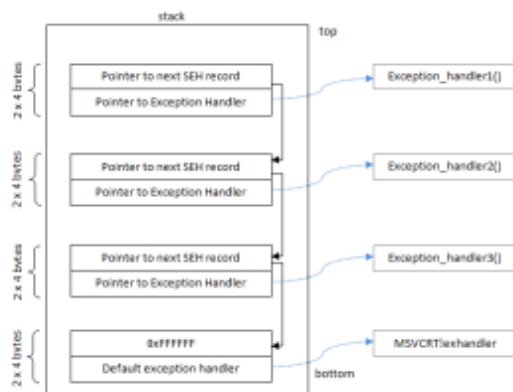 stack
top
2 x 4 bytes
Pointer to next SEH record
Pointer to Exception Handler
Exception_handler1()
2 x 4 bytes
Pointer to next SEH record
Pointer to Exception Handler
Exception_handler2()
2 x 4 bytes
Pointer to next SEH record
Pointer to Exception Handler
Exception_handler3()
2 x 4 bytes
0xFFFFFF
Default exception handler
MSVCRT!exhandler
bottom